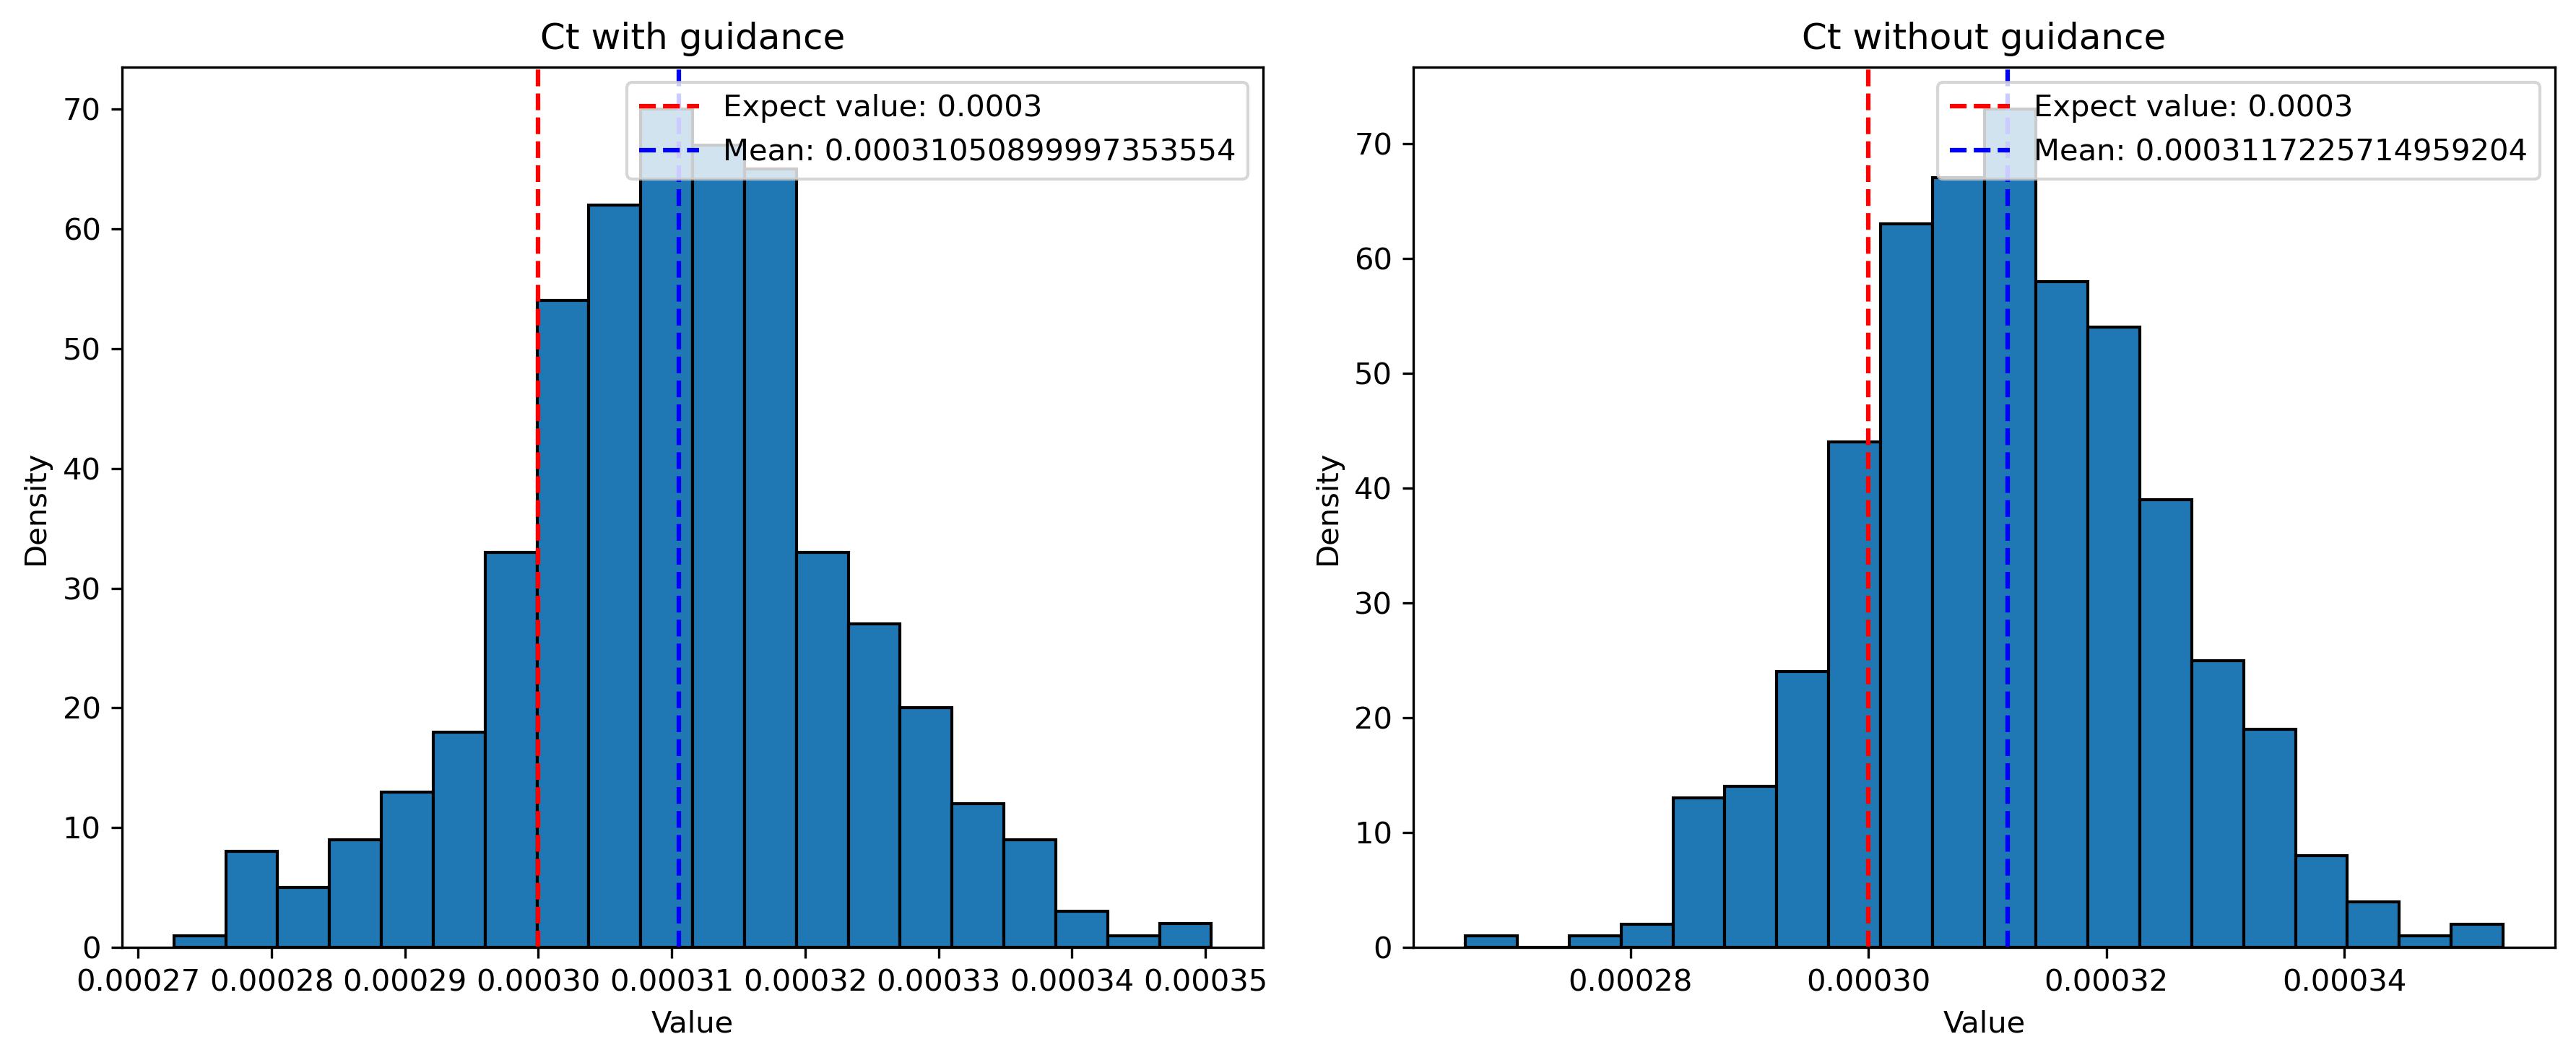 Ct with guidance
Expect value: 0.0003
Mean: 0.00031050899997353554
Density
70
60
50
40
30
20
10
0
0.00027 0.00028 0.00029 0.00030 0.00031 0.00032 0.00033 0.00034 0.00035
Value
Ct without guidance
Expect value: 0.0003
Mean: 0.0003117225714959204
Density
70
60
50
40
30
20
10
0
0.00028 0.00030 0.00032 0.00034
Value